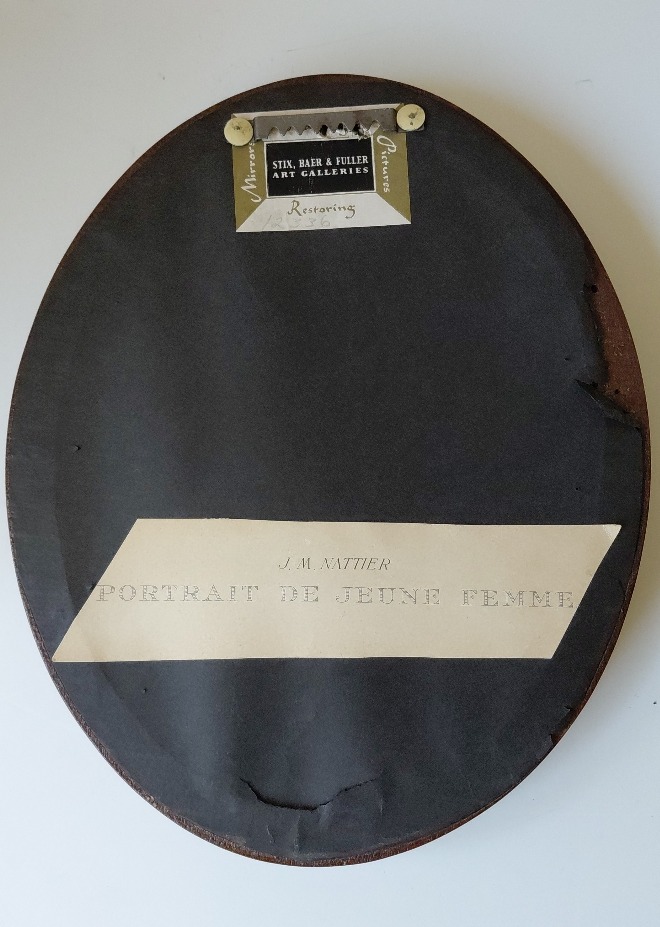 Mirrors
Pictures
STIX, BAER & FULLER
ART GALLERIES
Restoring
J. M. NATTIER
PORTRAIT DE JEUNE FEMME